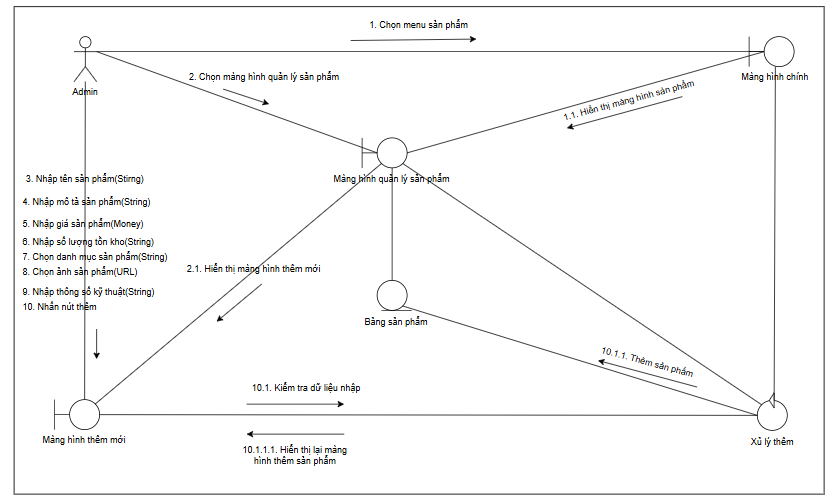 1. Chọn menu sản phẩm
Admin
2. Chọn mảng hình quản lý sản phẩm
Mảng hình chính
1.1. Hiển thị màng hình sản phẩm
Mảng hình quản lý sản phẩm
3. Nhập tên sản phẩm(Stirng)
4. Nhập mô tả sản phẩm(String)
5. Nhập giá sản phẩm(Money)
6. Nhập số lượng tồn kho(String)
7. Chọn danh mục sản phẩm(String)
8. Chọn ảnh sản phẩm(URL)
9. Nhập thông số kỹ thuật(String)
10. Nhấn nút thêm
2.1. Hiển thị mảng hình thêm mới
Bảng sản phẩm
10.1.1. Thêm sản phẩm
10.1. Kiểm tra dữ liệu nhập
Mảng hình thêm mới
Xử lý thêm
10.1.1.1. Hiển thị lại mảng
hình thêm sản phẩm